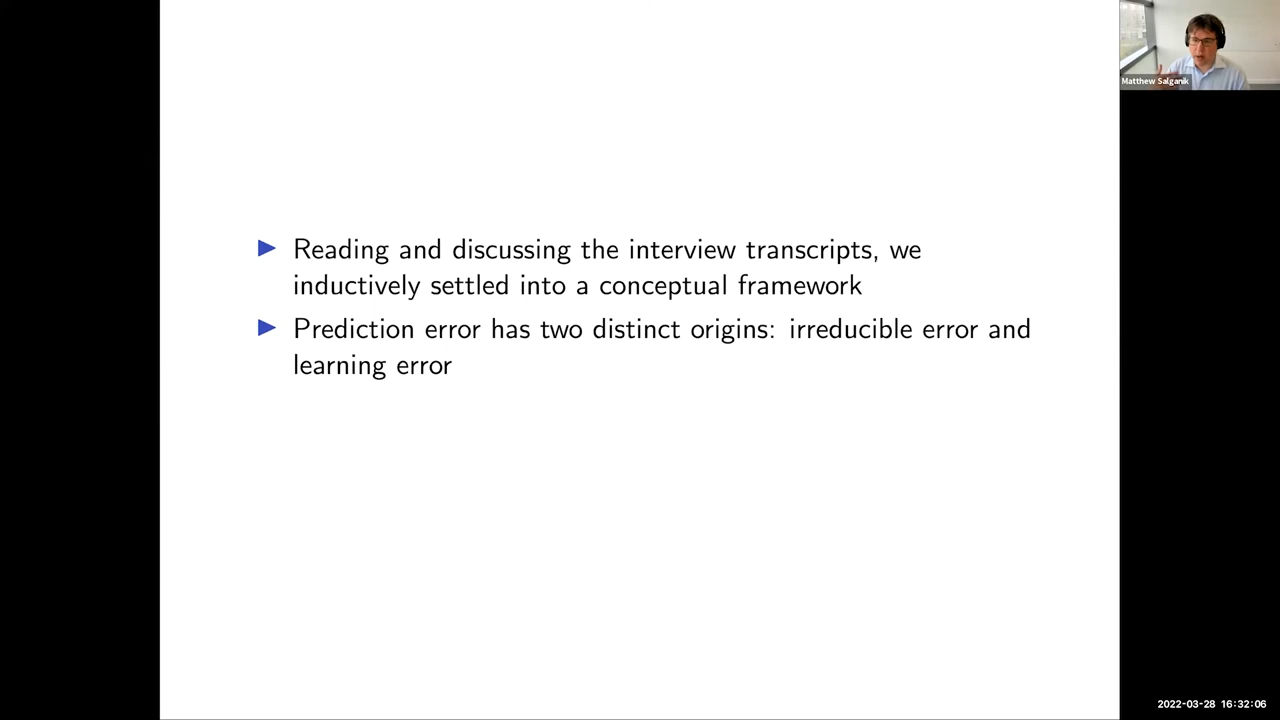 Matthew Salganik
Reading and discussing the interview transcripts, we
inductively settled into a conceptual framework
Prediction error has two distinct origins: irreducible error and
learning error
2022-03-28 16:32:06